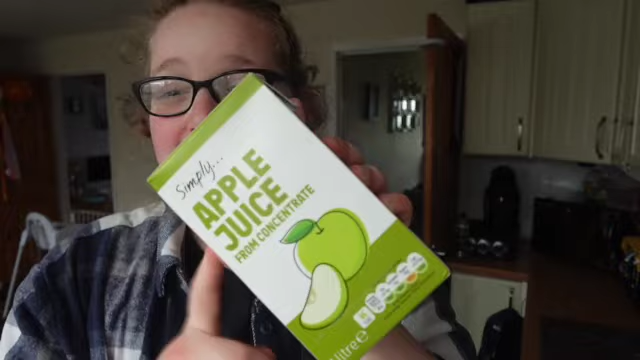 Simply...
APPLE
JUICE
FROM CONCENTRATE
litre e